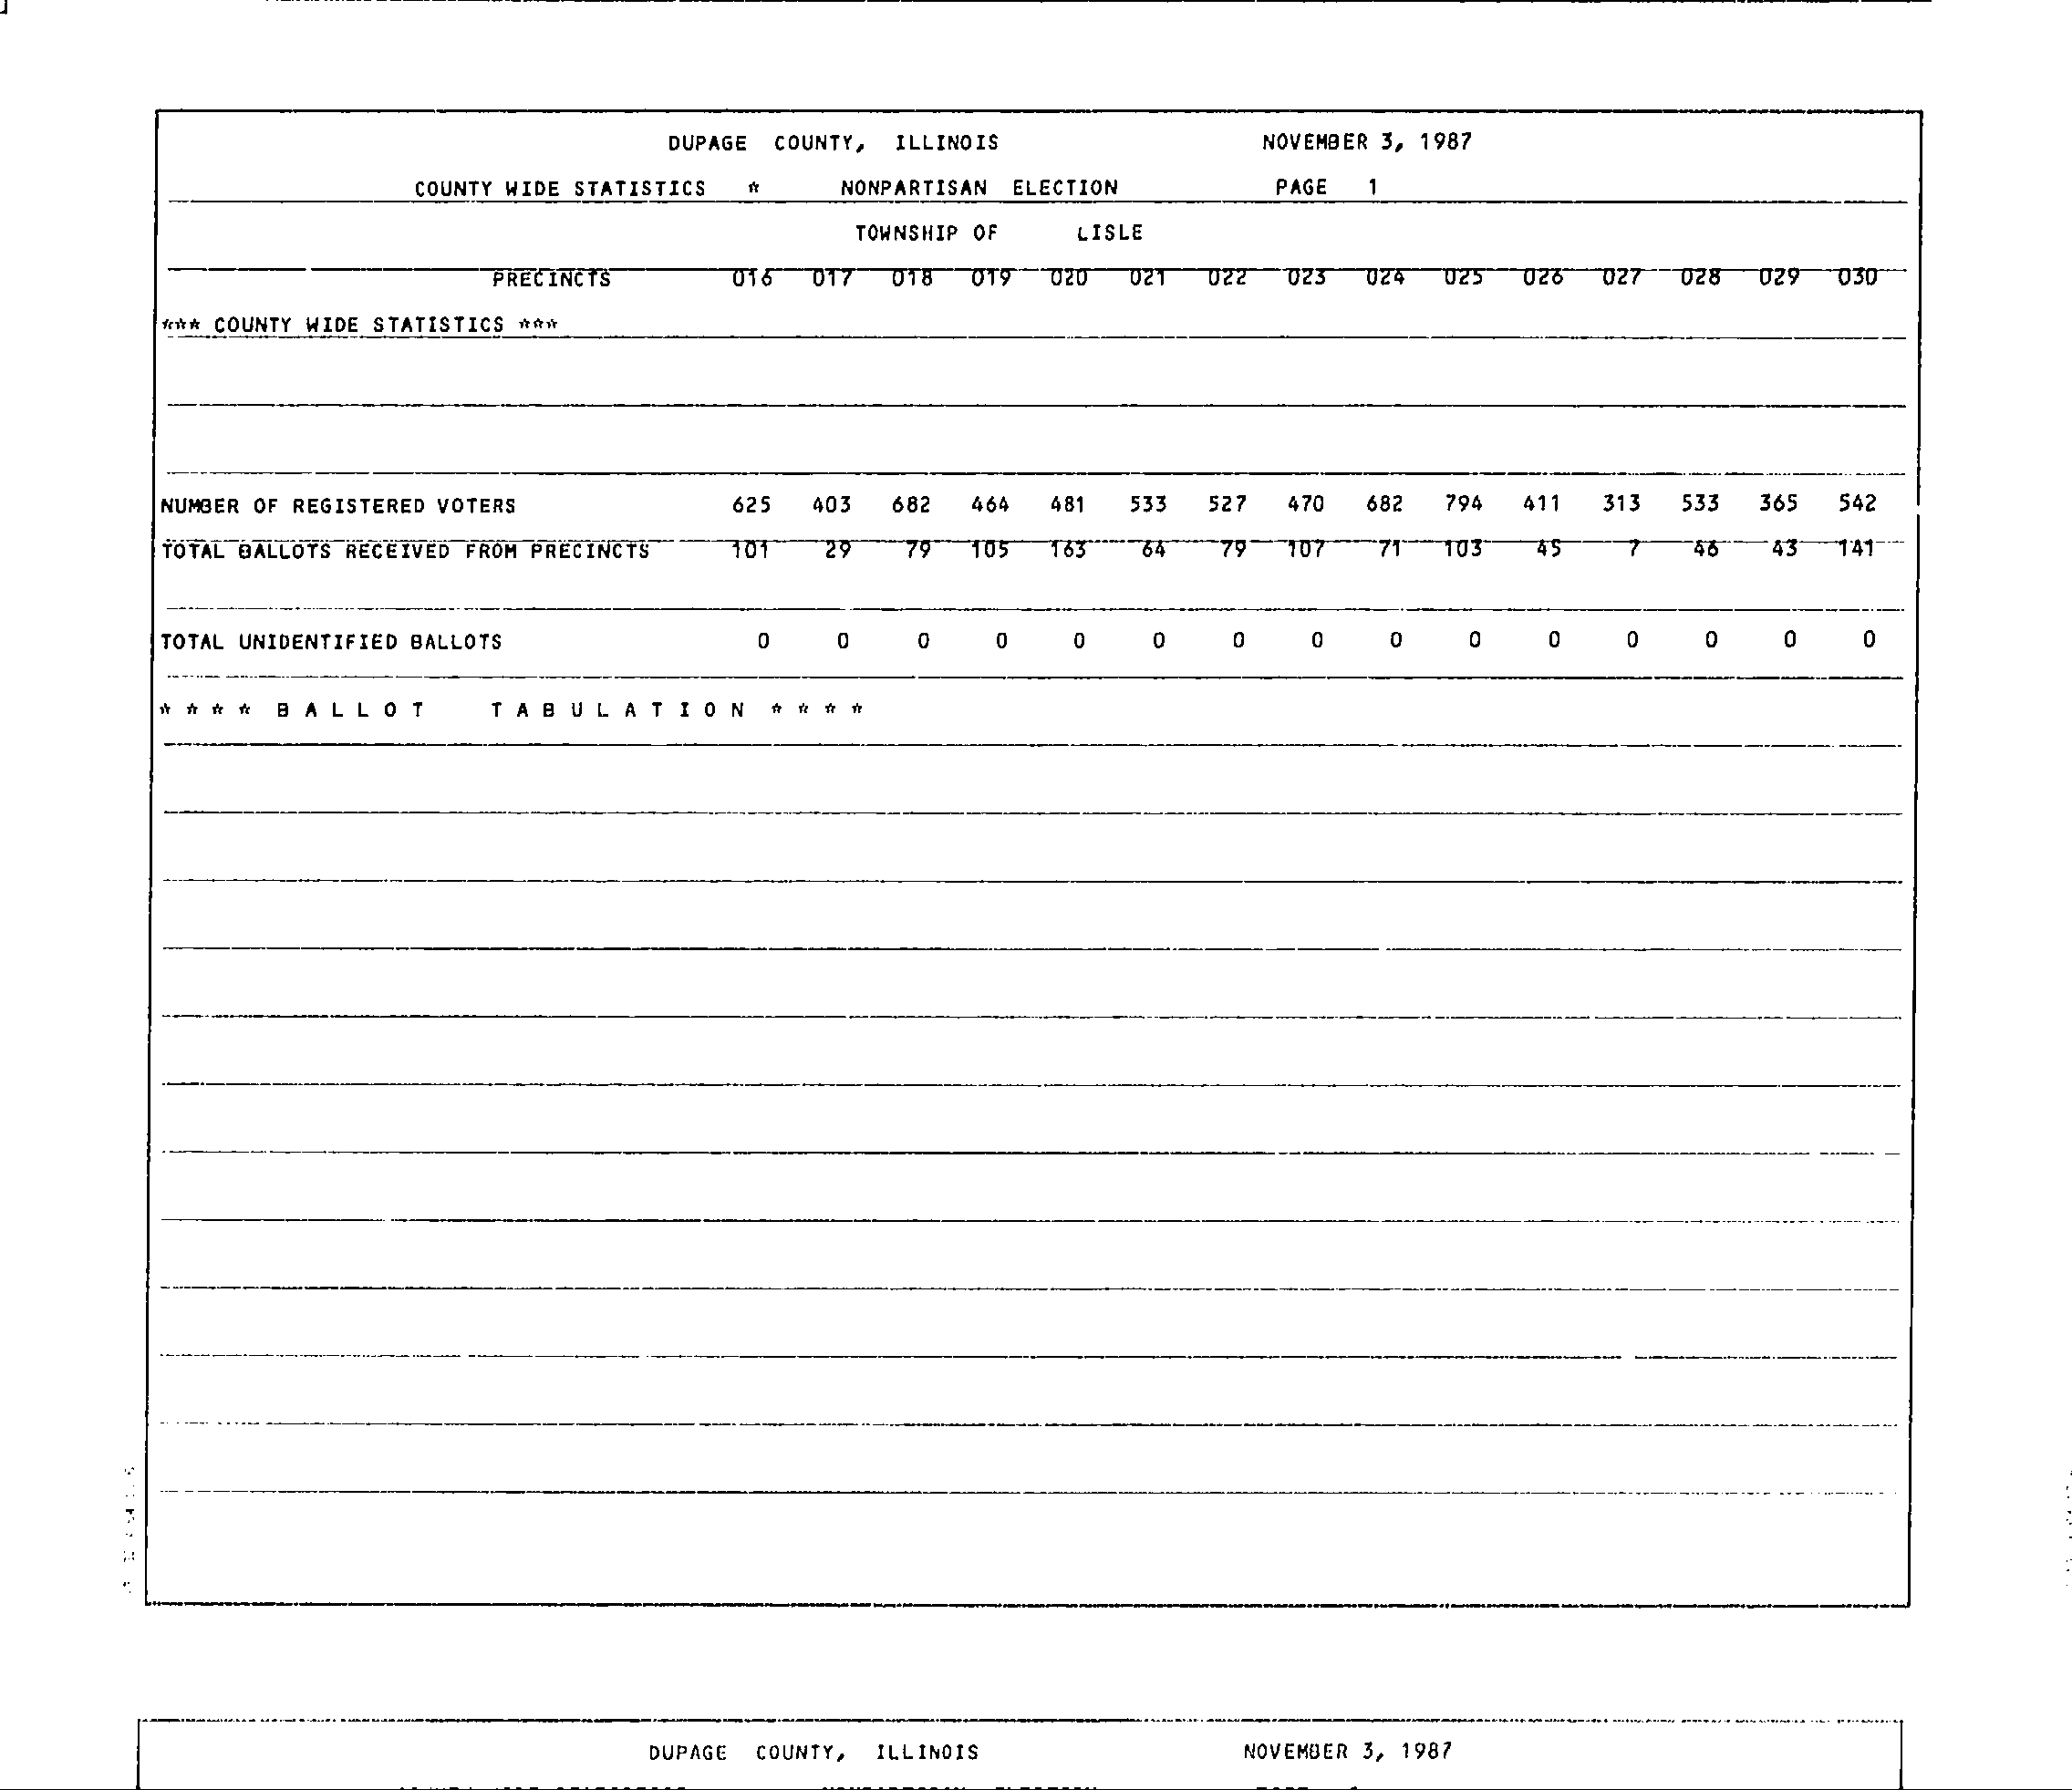 DUPAGE COUNTY, ILLINOIS NOVEMBER 3, 1987
COUNTY WIDE STATISTICS * NONPARTISAN ELECTION PAGE 1
TOWNSHIP OF LISLE
PRECINCTS 016 017 018 019 020 021 022 023 024 025 026 027 028 029 030
*** COUNTY WIDE STATISTICS ***
NUMBER OF REGISTERED VOTERS 625 403 682 464 481 533 527 470 682 794 411 313 533 365 542
TOTAL BALLOTS RECEIVED FROM PRECINCTS 101 29 79 105 163 64 79 107 71 103 45 7 46 43 141
TOTAL UNIDENTIFIED BALLOTS 0 0 0 0 0 0 0 0 0 0 0 0 0 0 0
* * * * B A L L O T T A B U L A T I O N * * * *
DUPAGE COUNTY, ILLINOIS NOVEMBER 3, 1987